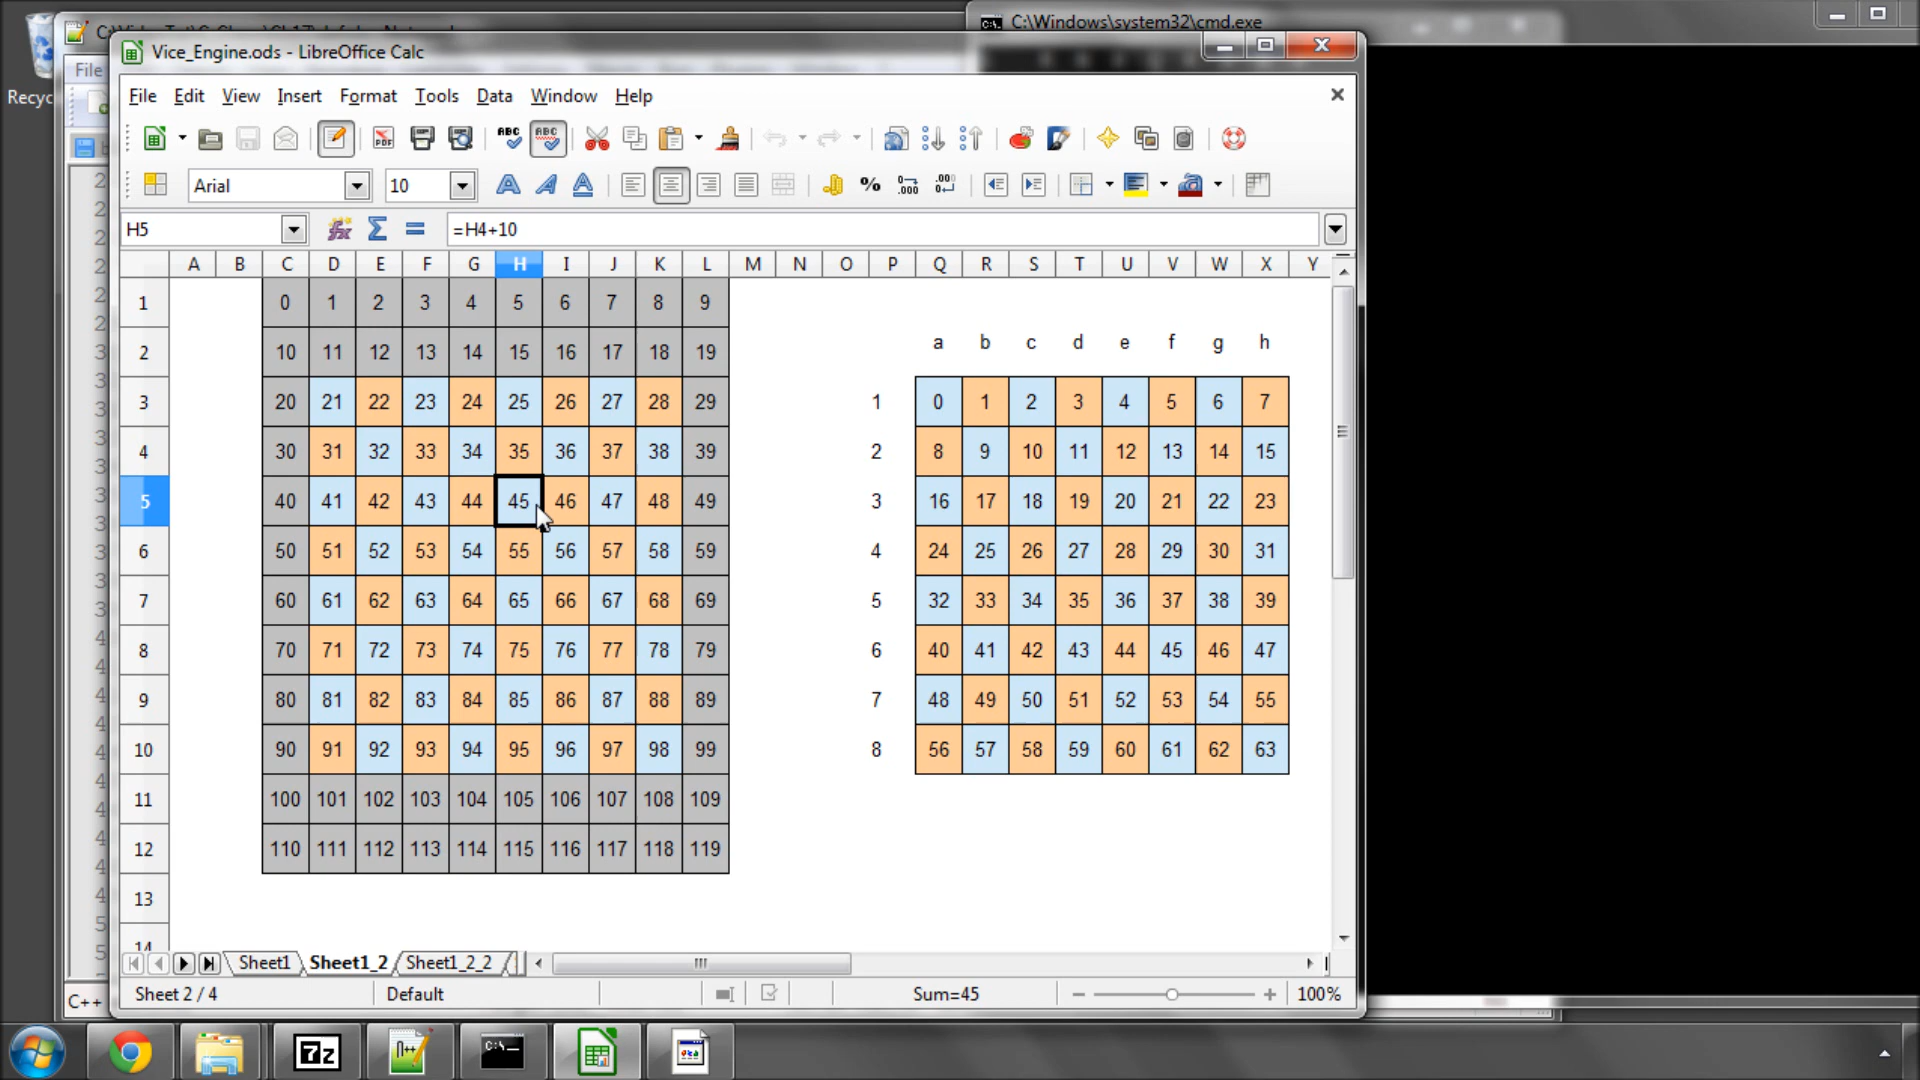 C:\Windows\system32\cmd.exe
Vice_Engine.ods - LibreOffice Calc
File
File Edit View Insert Format Tools Data Window Help
Recyc
Arial 10
H5 =H4+10
A B C D E F G H I J K L M N O P Q R S T U V W X Y
1 0 1 2 3 4 5 6 7 8 9
2 10 11 12 13 14 15 16 17 18 19 a b c d e f g h
3 20 21 22 23 24 25 26 27 28 29 1 0 1 2 3 4 5 6 7
4 30 31 32 33 34 35 36 37 38 39 2 8 9 10 11 12 13 14 15
5 40 41 42 43 44 45 46 47 48 49 3 16 17 18 19 20 21 22 23
6 50 51 52 53 54 55 56 57 58 59 4 24 25 26 27 28 29 30 31
7 60 61 62 63 64 65 66 67 68 69 5 32 33 34 35 36 37 38 39
8 70 71 72 73 74 75 76 77 78 79 6 40 41 42 43 44 45 46 47
9 80 81 82 83 84 85 86 87 88 89 7 48 49 50 51 52 53 54 55
10 90 91 92 93 94 95 96 97 98 99 8 56 57 58 59 60 61 62 63
11 100 101 102 103 104 105 106 107 108 109
12 110 111 112 113 114 115 116 117 118 119
13
14
Sheet1 Sheet1_2 Sheet1_2_2
Sheet 2 / 4 Default Sum=45 100%
C++
7z